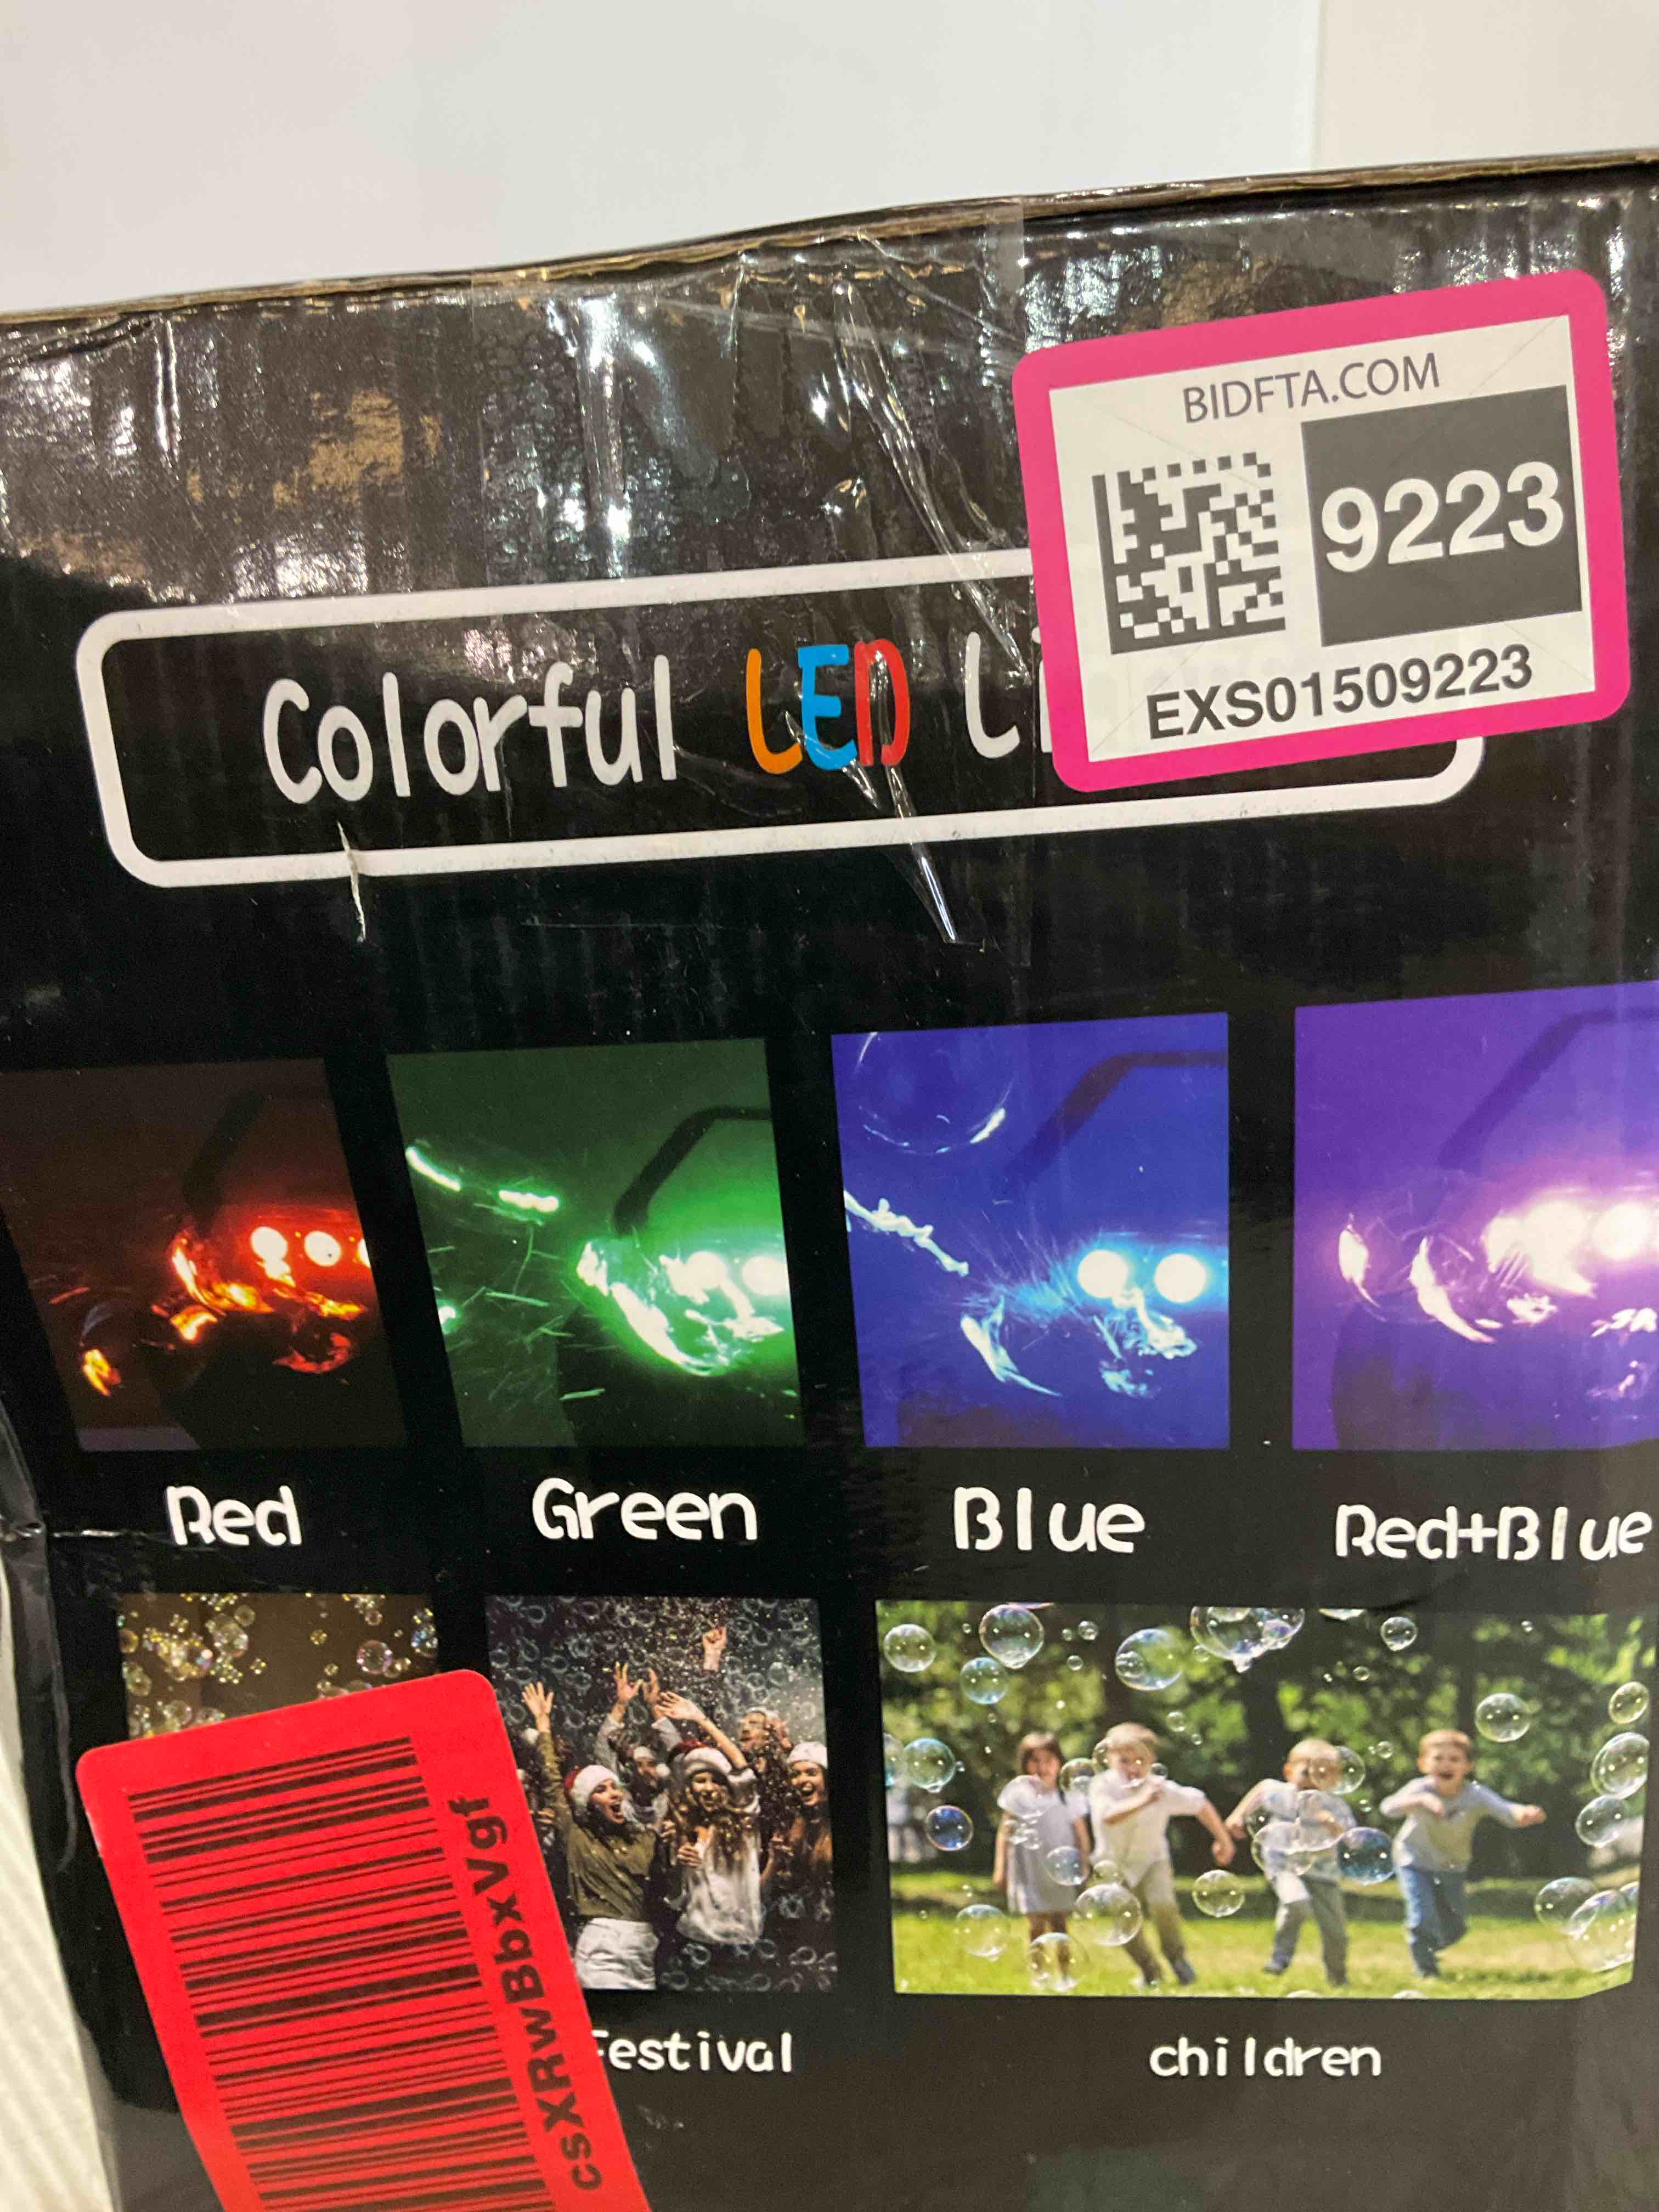 BIDFTA.COM
9223
EXS01509223
Colorful LED Li
Red
Green
Blue
Red+Blue
csXRwBbxVgf
Festival
children